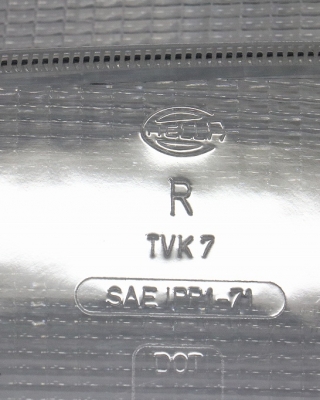 HELLA
R
TVK 7
SAE IPP1-71
DOT